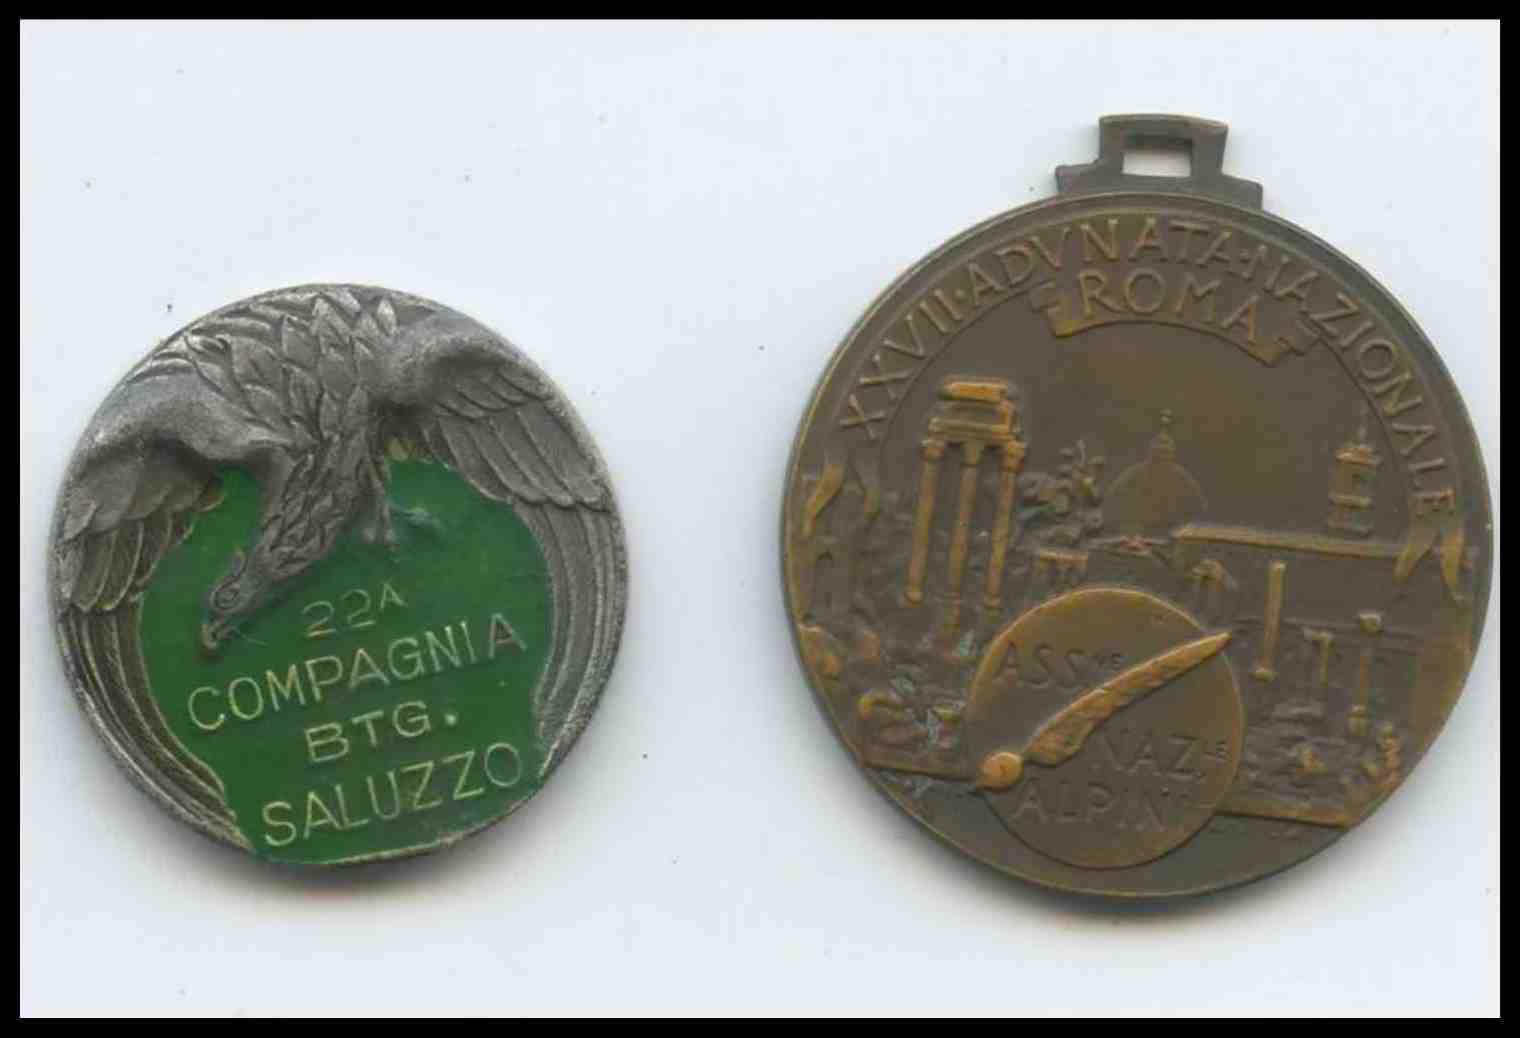 22A
COMPAGNIA
BTG.
SALUZZO
XXVII·ADVNATA·NAZIONALE
ROMA
ASS.NE
NAZ.LE
ALPINI